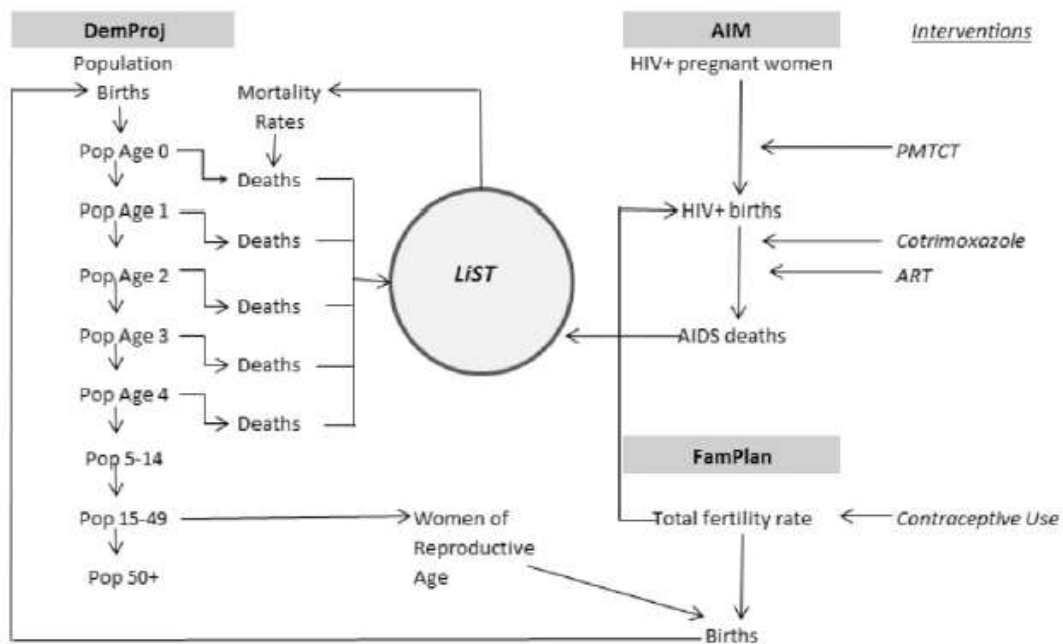 DemProj
AIM
Interventions
Population
HIV+ pregnant women
Births
Mortality
Rates
PMTCT
Pop Age 0
Deaths
Pop Age 1
HIV+ births
Deaths
Cotrimoxazole
Pop Age 2
LiST
ART
Deaths
Pop Age 3
AIDS deaths
Deaths
Pop Age 4
Deaths
Pop 5-14
FamPlan
Pop 15-49
Women of
Reproductive
Age
Total fertility rate
Contraceptive Use
Pop 50+
Births